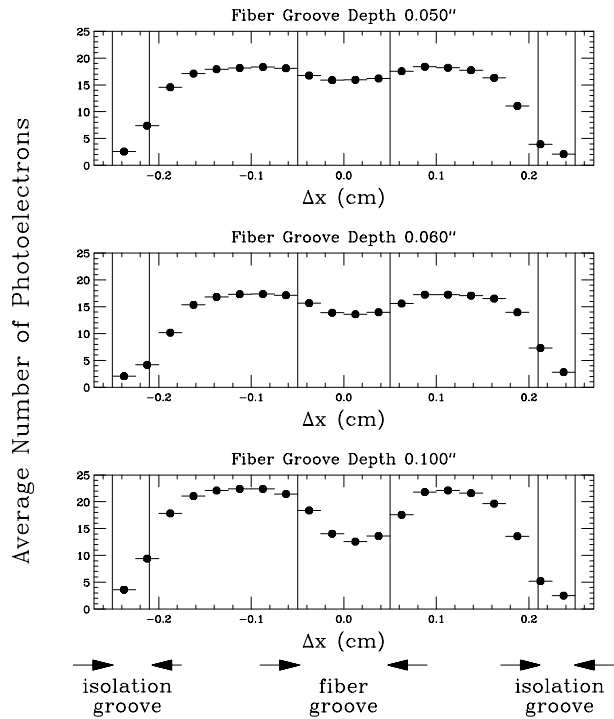 Fiber Groove Depth 0.050"
25
20
15
10
5
0
-0.2 -0.1 0.0 0.1 0.2
Δx (cm)
Fiber Groove Depth 0.060"
25
20
15
10
5
0
-0.2 -0.1 0.0 0.1 0.2
Δx (cm)
Fiber Groove Depth 0.100"
25
20
15
10
5
0
-0.2 -0.1 0.0 0.1 0.2
Δx (cm)
Average Number of Photoelectrons
isolation groove
fiber groove
isolation groove